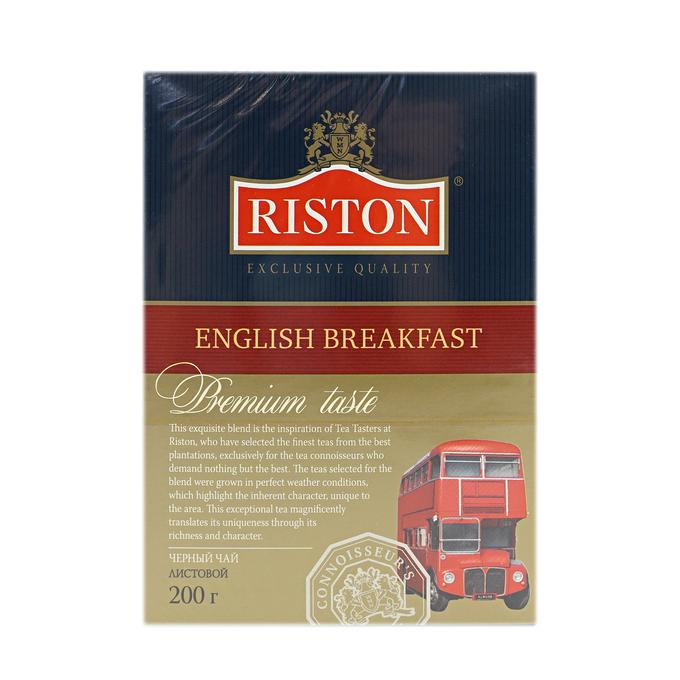 WMN
RISTON
®
EXCLUSIVE QUALITY
ENGLISH BREAKFAST
Premium taste
This exquisite blend is the inspiration of Tea Tasters at
Riston, who have selected the finest teas from the best
plantations, exclusively for the tea connoisseurs who
demand nothing but the best. The teas selected for the
blend were grown in perfect weather conditions,
which highlight the inherent character, unique to
the area. This exceptional tea magnificently
translates its uniqueness through its
richness and character.
ЧЕРНЫЙ ЧАЙ
ЛИСТОВОЙ
200 г
CONNOISSEUR'S